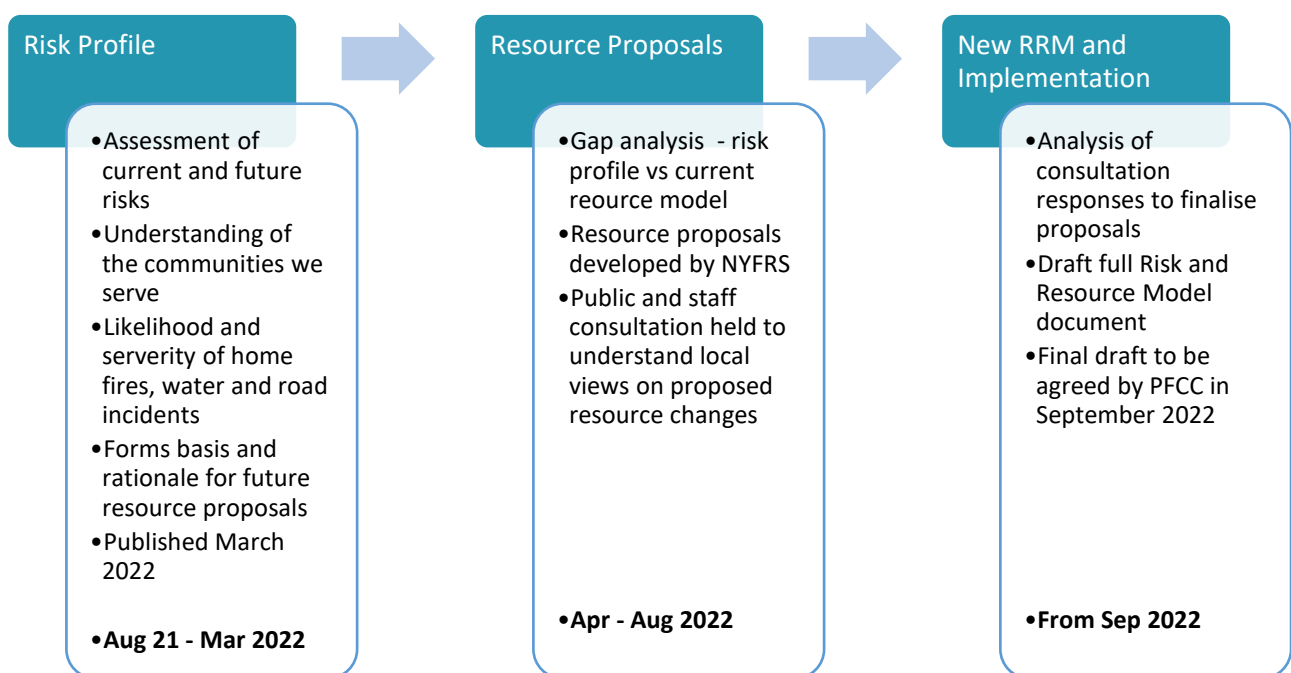 Risk Profile
•Assessment of
current and future
risks
•Understanding of
the communities we
serve
•Likelihood and
serverity of home
fires, water and road
incidents
•Forms basis and
rationale for future
resource proposals
•Published March
2022
•Aug 21 - Mar 2022
Resource Proposals
•Gap analysis - risk
profile vs current
reource model
•Resource proposals
developed by NYFRS
•Public and staff
consultation held to
understand local
views on proposed
resource changes
•Apr - Aug 2022
New RRM and
Implementation
•Analysis of
consultation
responses to finalise
proposals
•Draft full Risk and
Resource Model
document
•Final draft to be
agreed by PFCC in
September 2022
•From Sep 2022